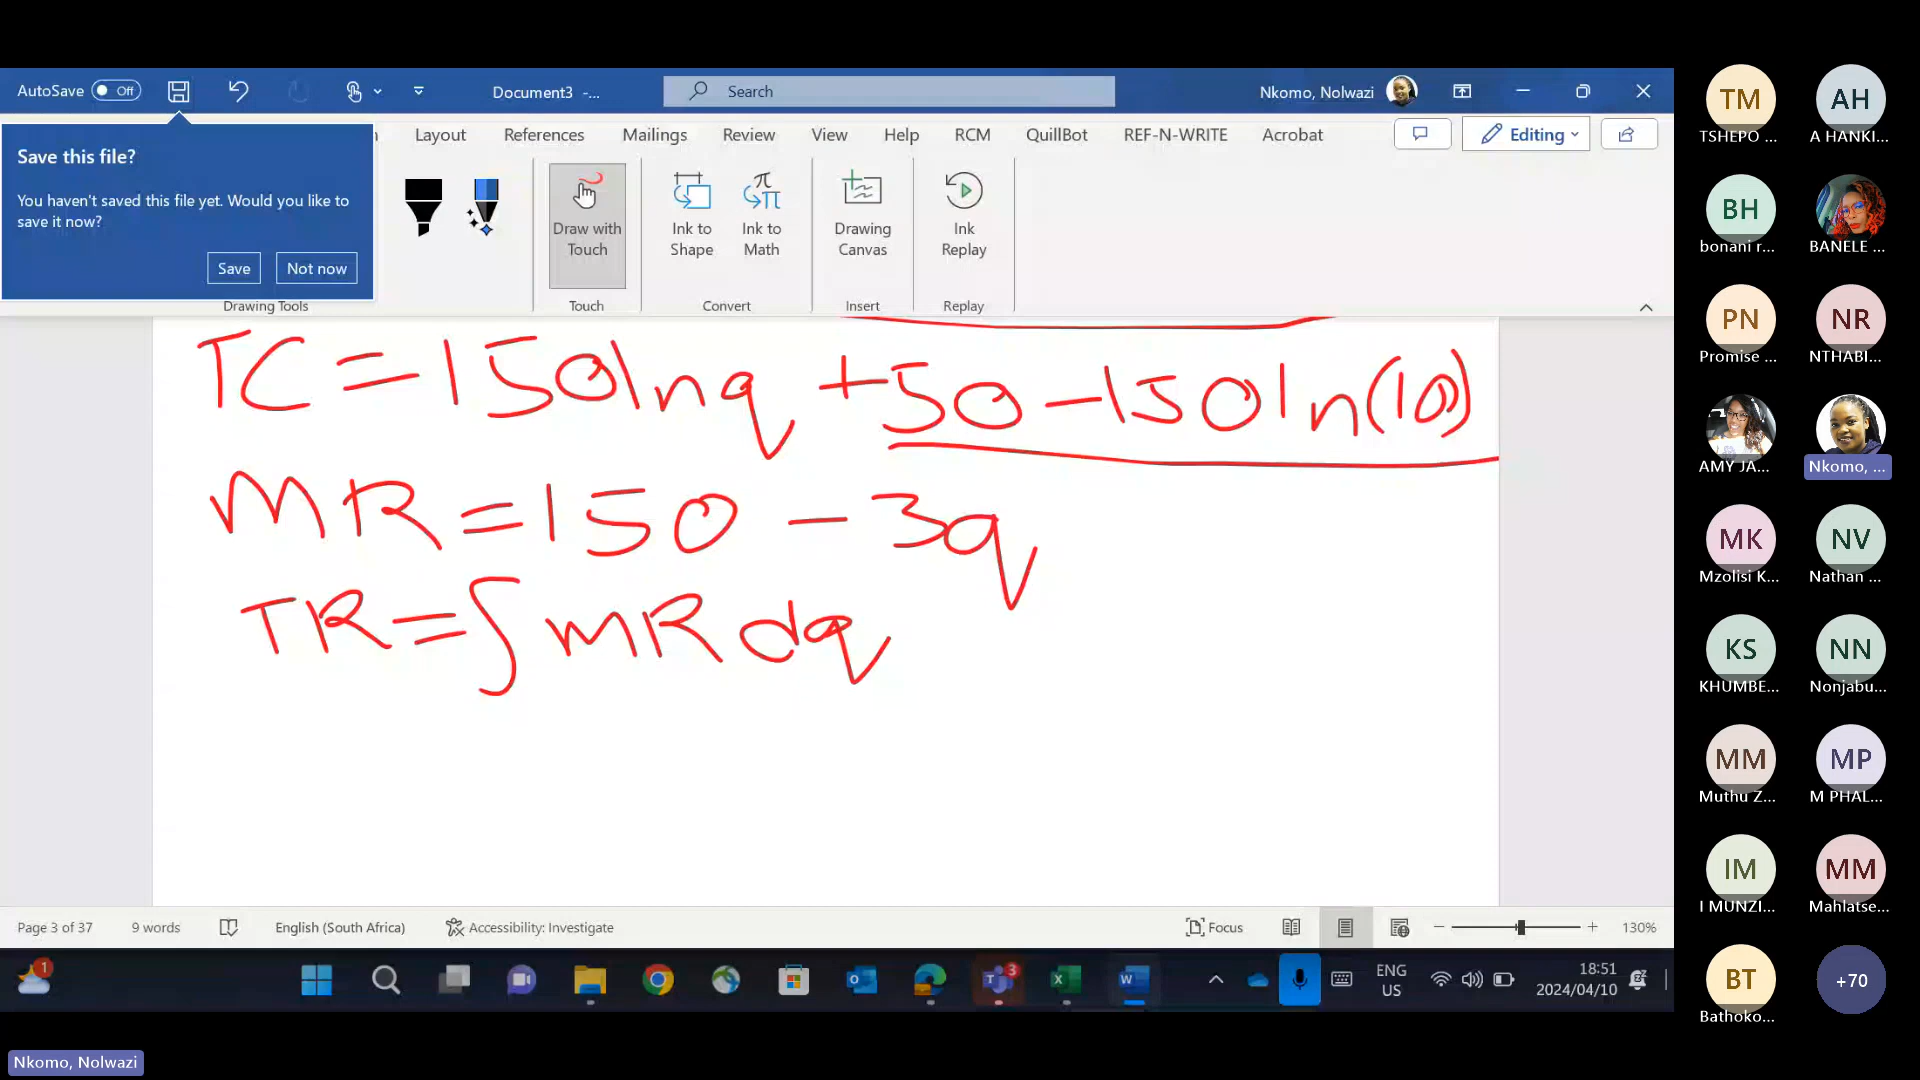 AutoSave Off
Document3 -...
Search
Nkomo, Nolwazi
Layout References Mailings Review View Help RCM QuillBot REF-N-WRITE Acrobat
Editing
Save this file?
You haven't saved this file yet. Would you like to
save it now?
Save Not now
Drawing Tools
Draw with
Touch
Touch
Ink to
Shape
Ink to
Math
Convert
Drawing
Canvas
Insert
Ink
Replay
Replay
TC = 150lnq + 50 - 150ln(10)
MR = 150 - 3q
TR = ∫ MR dq
Page 3 of 37 9 words English (South Africa) Accessibility: Investigate Focus 130%
1
3
ENG
US
18:51
2024/04/10
TM
TSHEPO ...
AH
A HANKI...
BH
bonani r...
BANELE ...
PN
Promise ...
NR
NTHABI...
AMY JA...
Nkomo, ...
MK
Mzolisi K...
NV
Nathan ...
KS
KHUMBE...
NN
Nonjabu...
MM
Muthu Z...
MP
M PHAL...
IM
I MUNZI...
MM
Mahlatse...
BT
Bathoko...
+70
Nkomo, Nolwazi